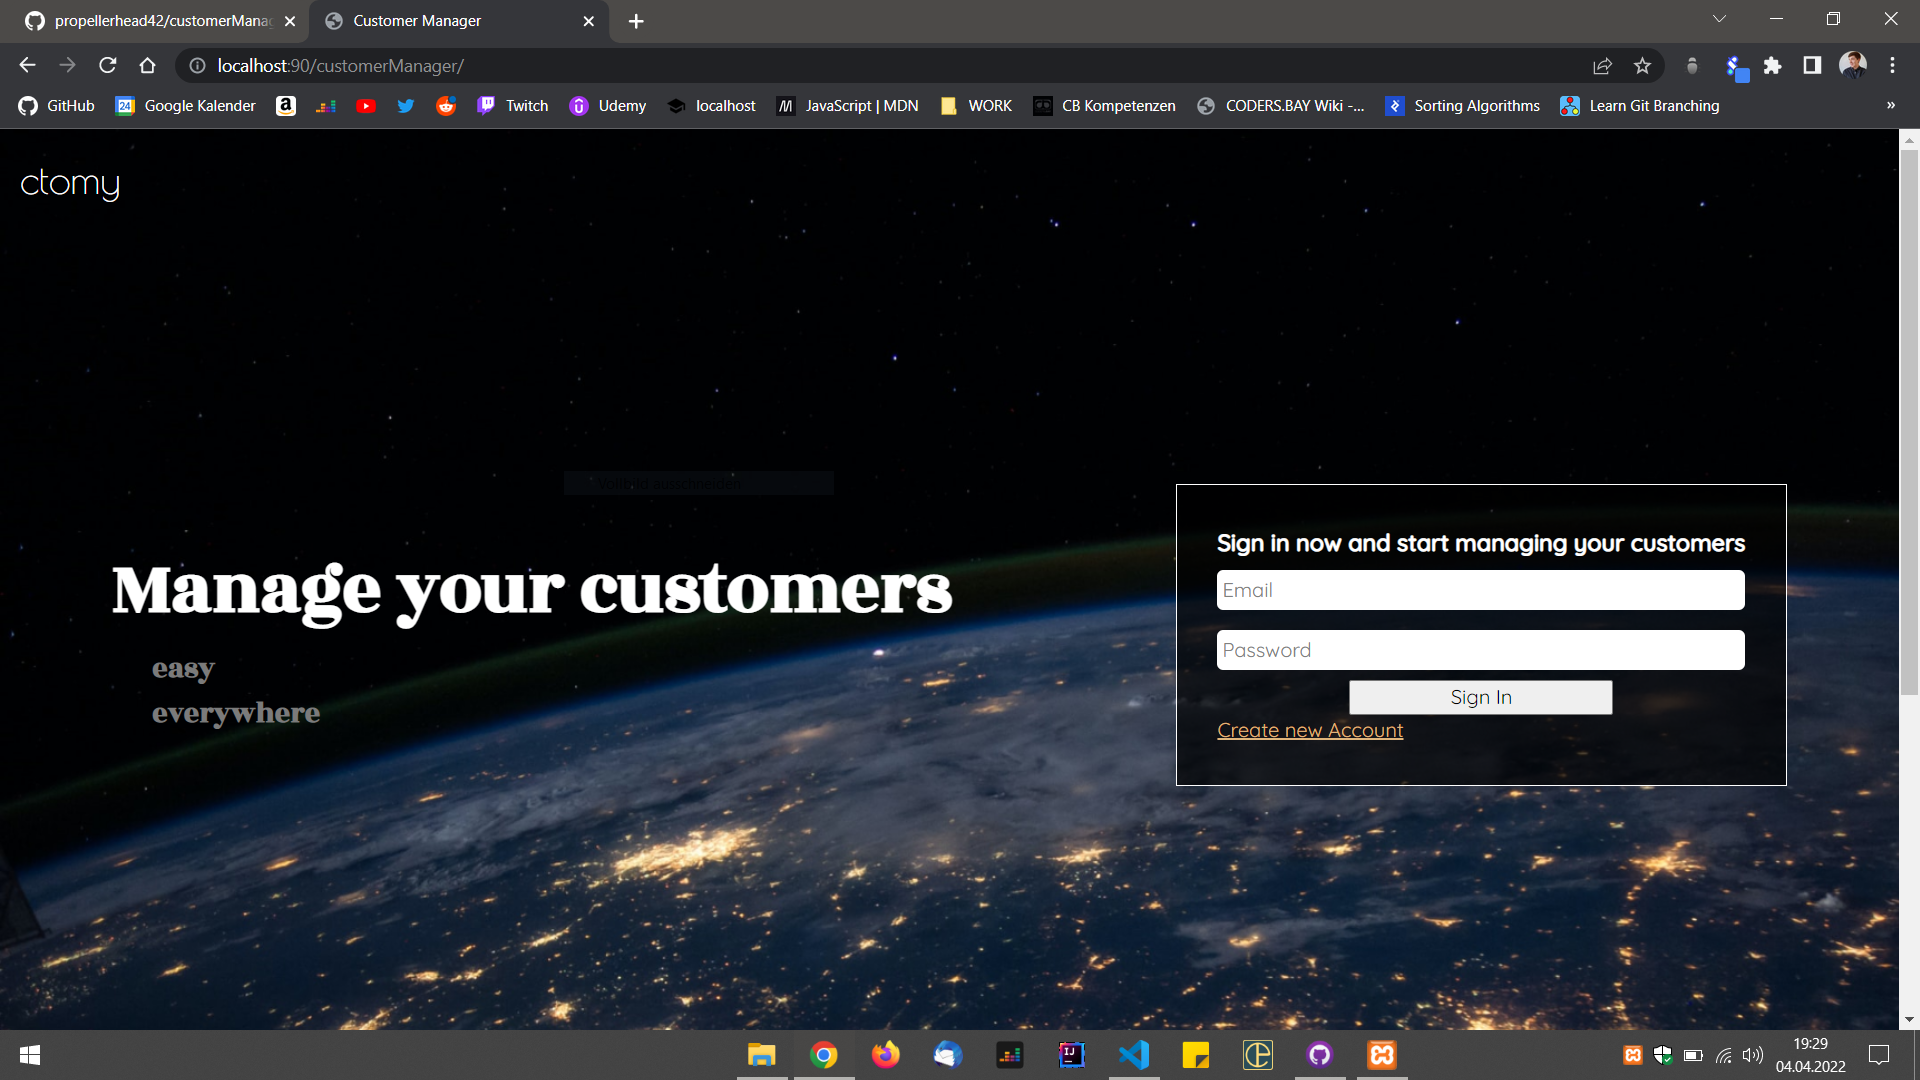 propellerhead42/customerManag
Customer Manager
localhost:90/customerManager/
GitHub
24
Google Kalender
Twitch
Udemy
localhost
JavaScript | MDN
WORK
CB Kompetenzen
CODERS.BAY Wiki -...
Sorting Algorithms
Learn Git Branching
»
ctomy
Vollbild ausschneiden
Manage your customers
easy
everywhere
Sign in now and start managing your customers
Email
Password
Sign In
Create new Account
IJ
19:29
04.04.2022